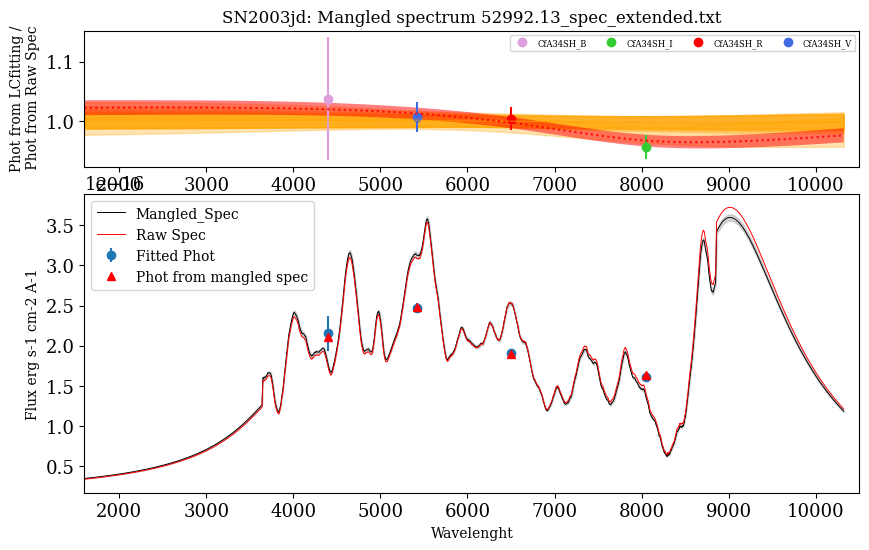 SN2003jd: Mangled spectrum 52992.13_spec_extended.txt
Phot from LCfitting /
Phot from Raw Spec
1.1
1.0
CfA34SH_B CfA34SH_I CfA34SH_R CfA34SH_V
2000 3000 4000 5000 6000 7000 8000 9000 10000
1e−16
Flux erg s-1 cm-2 A-1
3.5
3.0
2.5
2.0
1.5
1.0
0.5
Mangled_Spec
Raw Spec
Fitted Phot
Phot from mangled spec
2000 3000 4000 5000 6000 7000 8000 9000 10000
Wavelenght